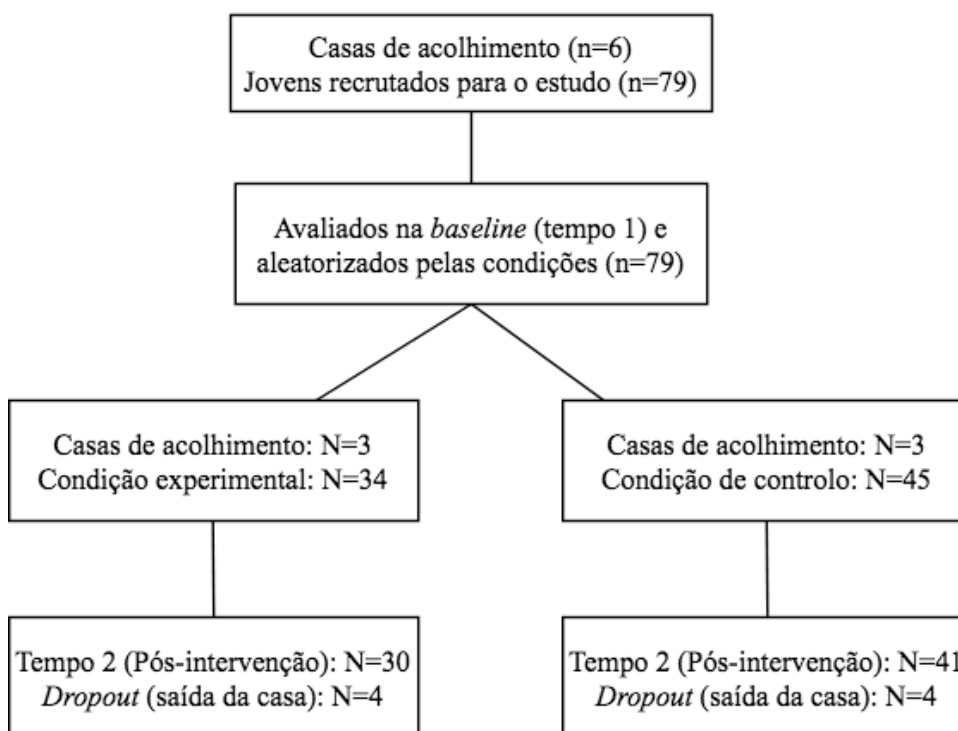 Casas de acolhimento (n=6)
Jovens recrutados para o estudo (n=79)
Avaliados na baseline (tempo 1) e
aleatorizados pelas condições (n=79)
Casas de acolhimento: N=3
Condição experimental: N=34
Casas de acolhimento: N=3
Condição de controlo: N=45
Tempo 2 (Pós-intervenção): N=30
Dropout (saída da casa): N=4
Tempo 2 (Pós-intervenção): N=41
Dropout (saída da casa): N=4